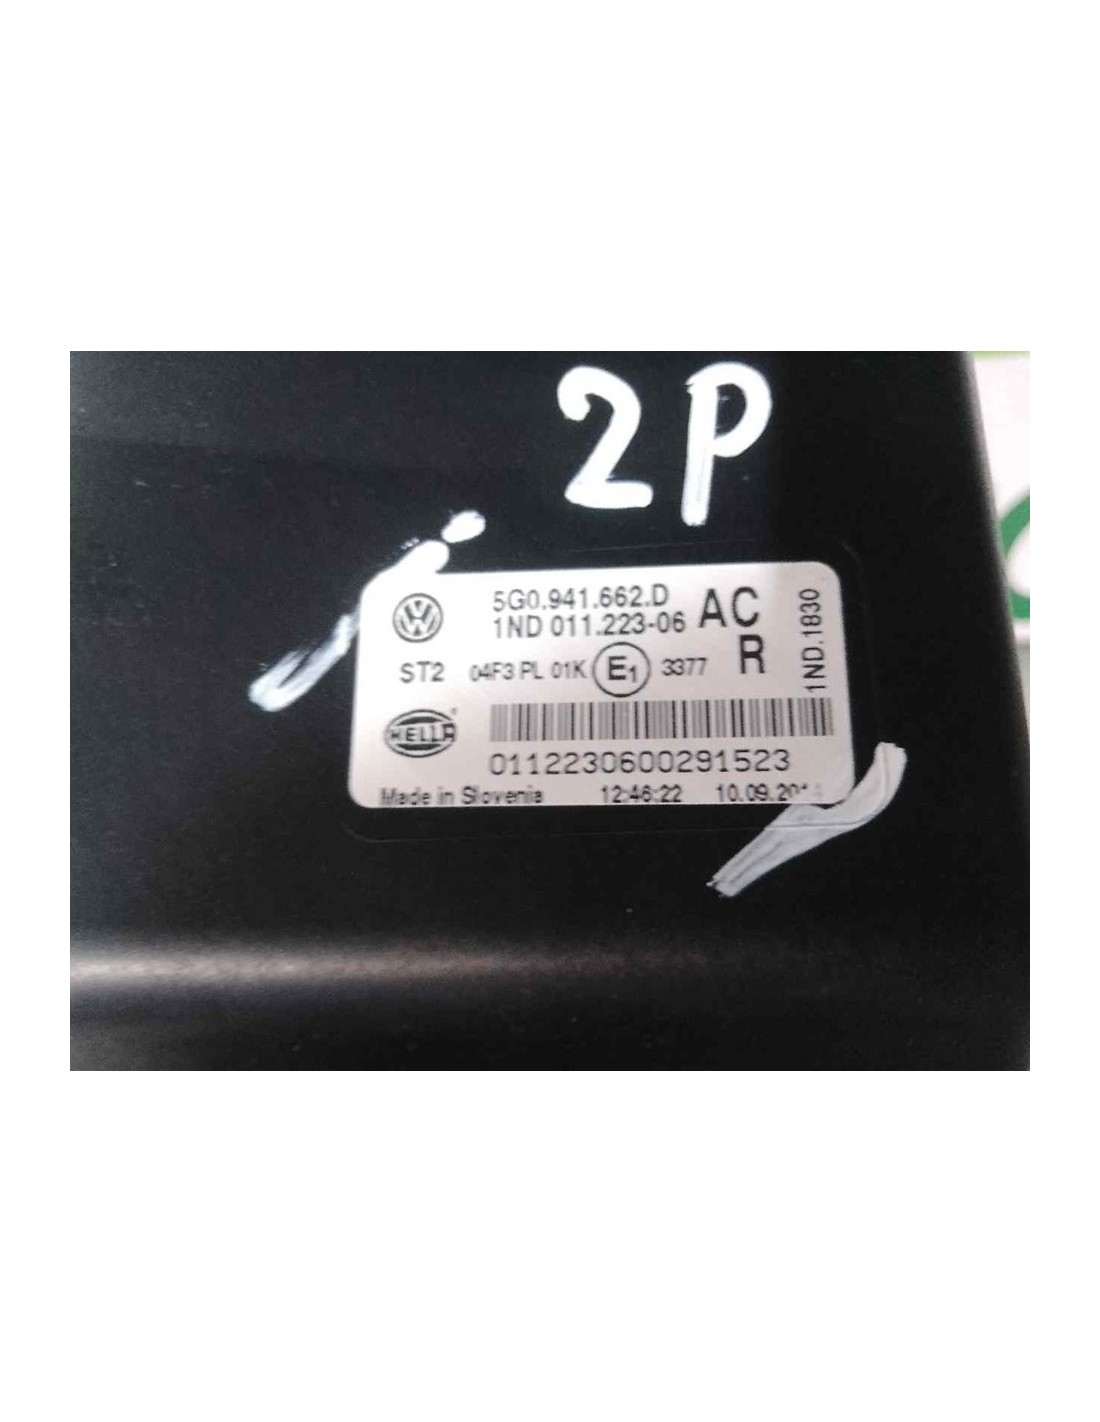 2P
5G0.941.662.D
1ND 011.223-06 AC
R
1ND.1830
ST2 04F3 PL 01K E1 3377
HELLA
0112230600291523
Made in Slovenia 12:46:22